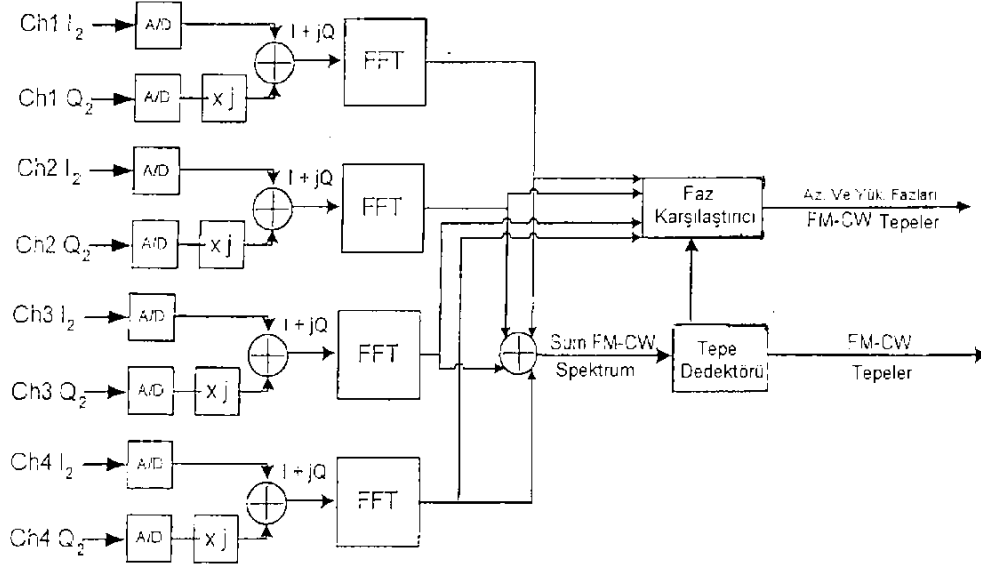 Ch1 I2
A/D
I + jQ
FFT
Ch1 Q2
A/D
x j
Ch2 I2
A/D
I + jQ
FFT
Ch2 Q2
A/D
x j
Faz
Karşılaştırıcı
Az. Ve Yük. Fazları
FM-CW Tepeler
Ch3 I2
A/D
I + jQ
FFT
Ch3 Q2
A/D
x j
Sum FM-CW
Spektrum
Tepe
Dedektörü
FM-CW
Tepeler
Ch4 I2
A/D
I + jQ
FFT
Ch4 Q2
A/D
x j